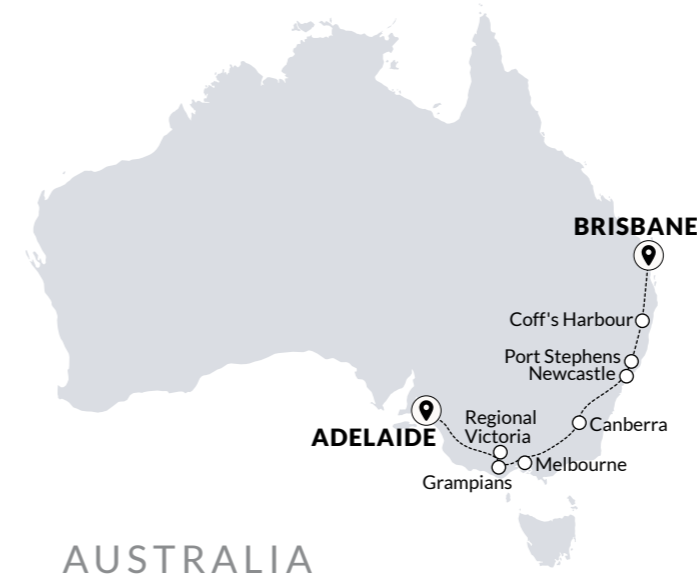 BRISBANE
Coff's Harbour
Port Stephens
Newcastle
Canberra
Regional
Victoria
ADELAIDE
Melbourne
Grampians
AUSTRALIA